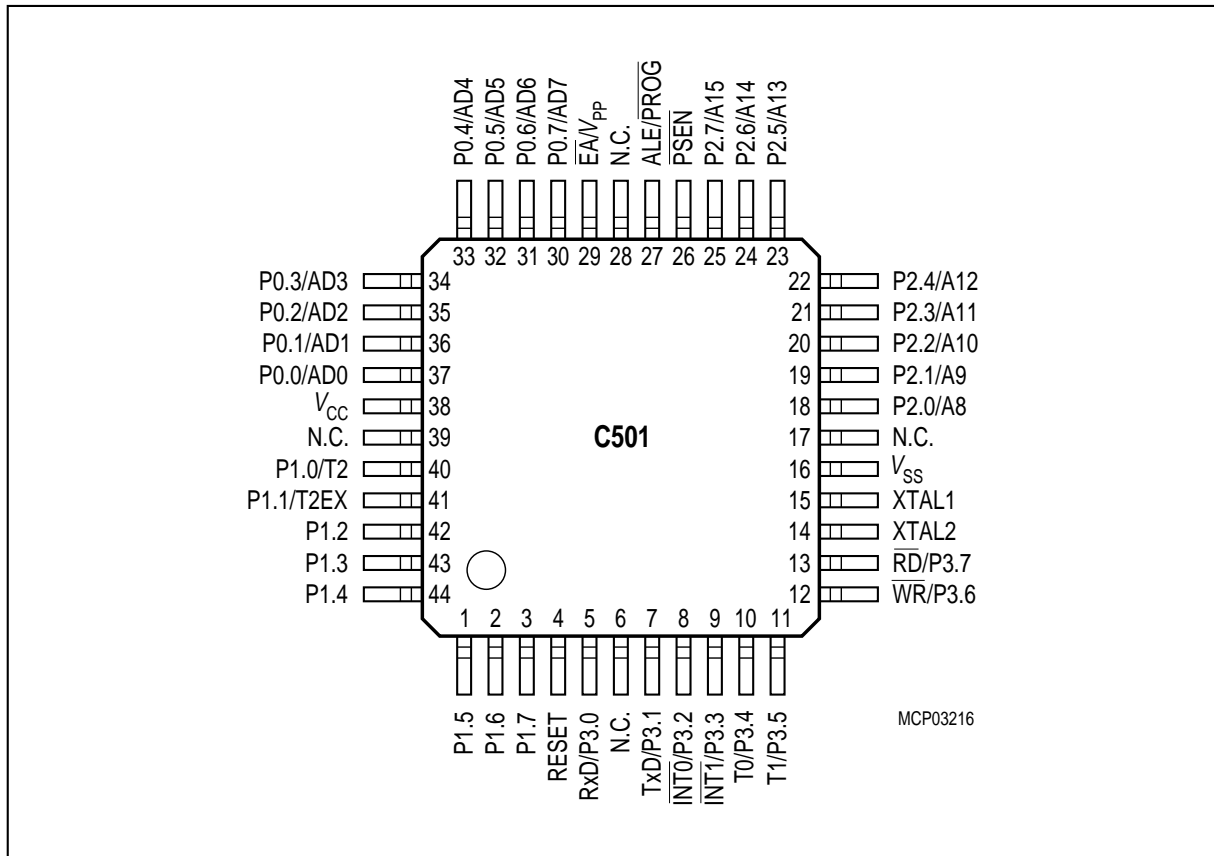 P0.4/AD4
P0.5/AD5
P0.6/AD6
P0.7/AD7
E̅A̅/VPP
N.C.
ALE/P̅R̅O̅G̅
P̅S̅E̅N̅
P2.7/A15
P2.6/A14
P2.5/A13
33 32 31 30 29 28 27 26 25 24 23
P0.3/AD3 34
P0.2/AD2 35
P0.1/AD1 36
P0.0/AD0 37
VCC 38
N.C. 39
P1.0/T2 40
P1.1/T2EX 41
P1.2 42
P1.3 43
P1.4 44
C501
22 P2.4/A12
21 P2.3/A11
20 P2.2/A10
19 P2.1/A9
18 P2.0/A8
17 N.C.
16 VSS
15 XTAL1
14 XTAL2
13 R̅D̅/P3.7
12 W̅R̅/P3.6
1 2 3 4 5 6 7 8 9 10 11
P1.5
P1.6
P1.7
RESET
RxD/P3.0
N.C.
TxD/P3.1
I̅N̅T̅0̅/P3.2
I̅N̅T̅1̅/P3.3
T0/P3.4
T1/P3.5
MCP03216